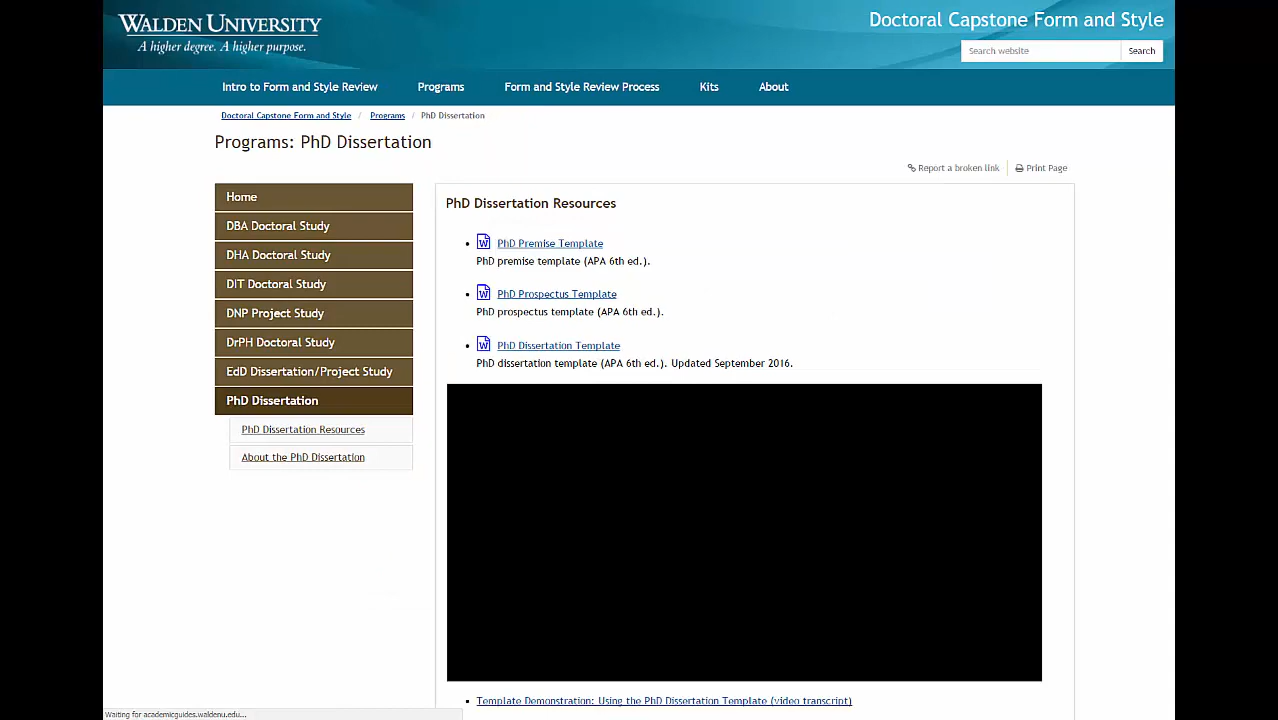 WALDEN UNIVERSITY
A higher degree. A higher purpose.
Doctoral Capstone Form and Style
Search website
Search
Intro to Form and Style Review
Programs
Form and Style Review Process
Kits
About
Doctoral Capstone Form and Style / Programs / PhD Dissertation
Programs: PhD Dissertation
Report a broken link
Print Page
Home
DBA Doctoral Study
DHA Doctoral Study
DIT Doctoral Study
DNP Project Study
DrPH Doctoral Study
EdD Dissertation/Project Study
PhD Dissertation
PhD Dissertation Resources
About the PhD Dissertation
PhD Dissertation Resources
PhD Premise Template
PhD premise template (APA 6th ed.).
PhD Prospectus Template
PhD prospectus template (APA 6th ed.).
PhD Dissertation Template
PhD dissertation template (APA 6th ed.). Updated September 2016.
Template Demonstration: Using the PhD Dissertation Template (video transcript)
Waiting for academicguides.waldenu.edu...